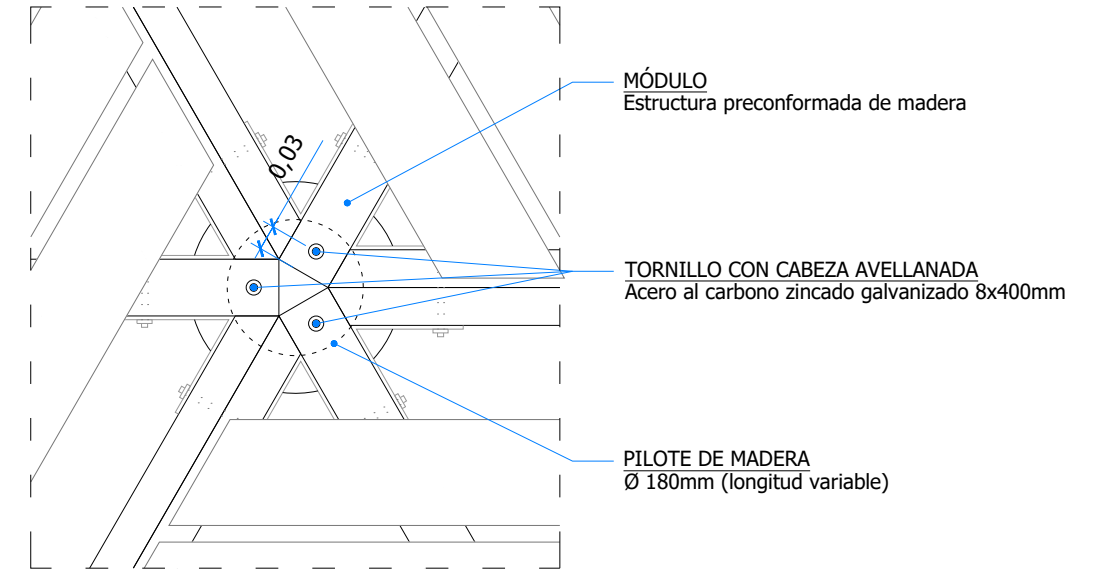 MÓDULO
Estructura preconformada de madera
0,03
TORNILLO CON CABEZA AVELLANADA
Acero al carbono zincado galvanizado 8x400mm
PILOTE DE MADERA
Ø 180mm (longitud variable)